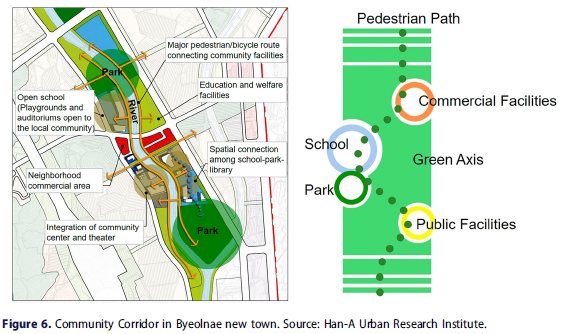 Major pedestrian/bicycle route
connecting community facilities
Park
River
Open school
(Playgrounds and
auditoriums open to
the local community)
Education and welfare
facilities
Spatial connection
among school-park-
library
Neighborhood
commercial area
Integration of community
center and theater
Park
Pedestrian Path
Commercial Facilities
School
Green Axis
Park
Public Facilities
Figure 6. Community Corridor in Byeolnae new town. Source: Han-A Urban Research Institute.